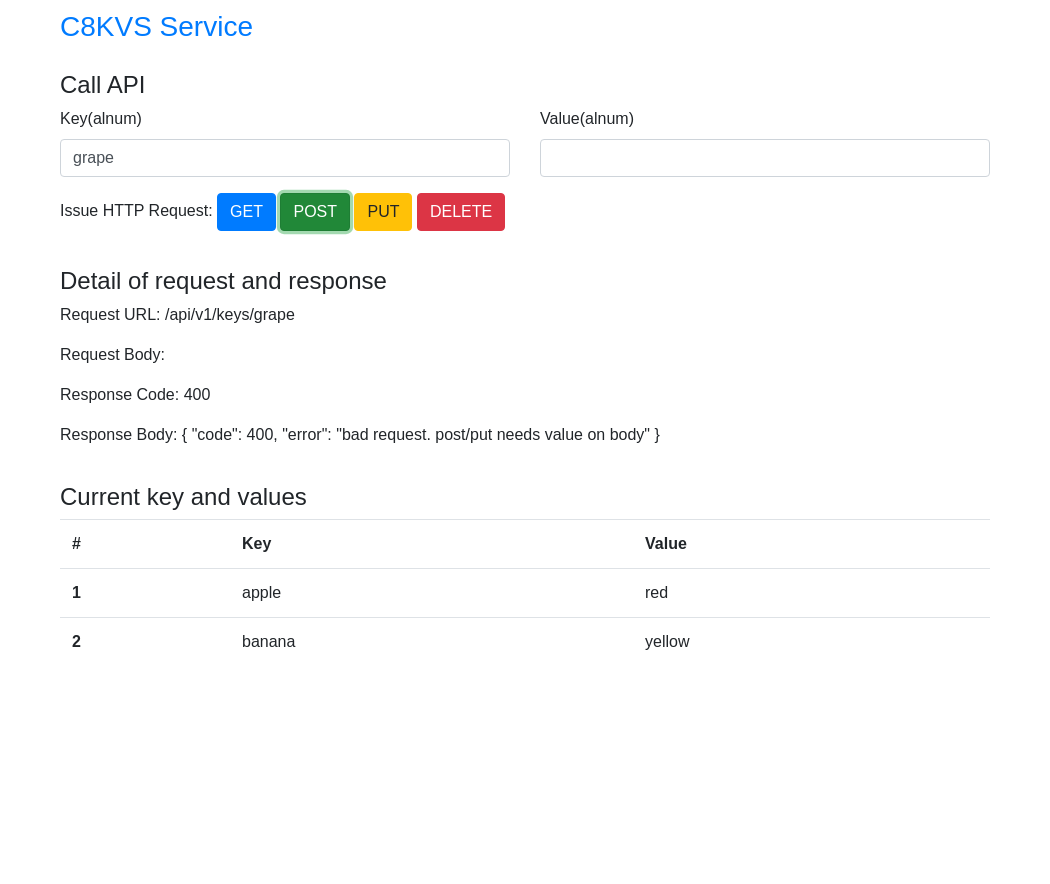 C8KVS Service
Call API
Key(alnum) Value(alnum)
grape
Issue HTTP Request: GET POST PUT DELETE
Detail of request and response
Request URL: /api/v1/keys/grape
Request Body:
Response Code: 400
Response Body: { "code": 400, "error": "bad request. post/put needs value on body" }
Current key and values
# Key Value
1 apple red
2 banana yellow